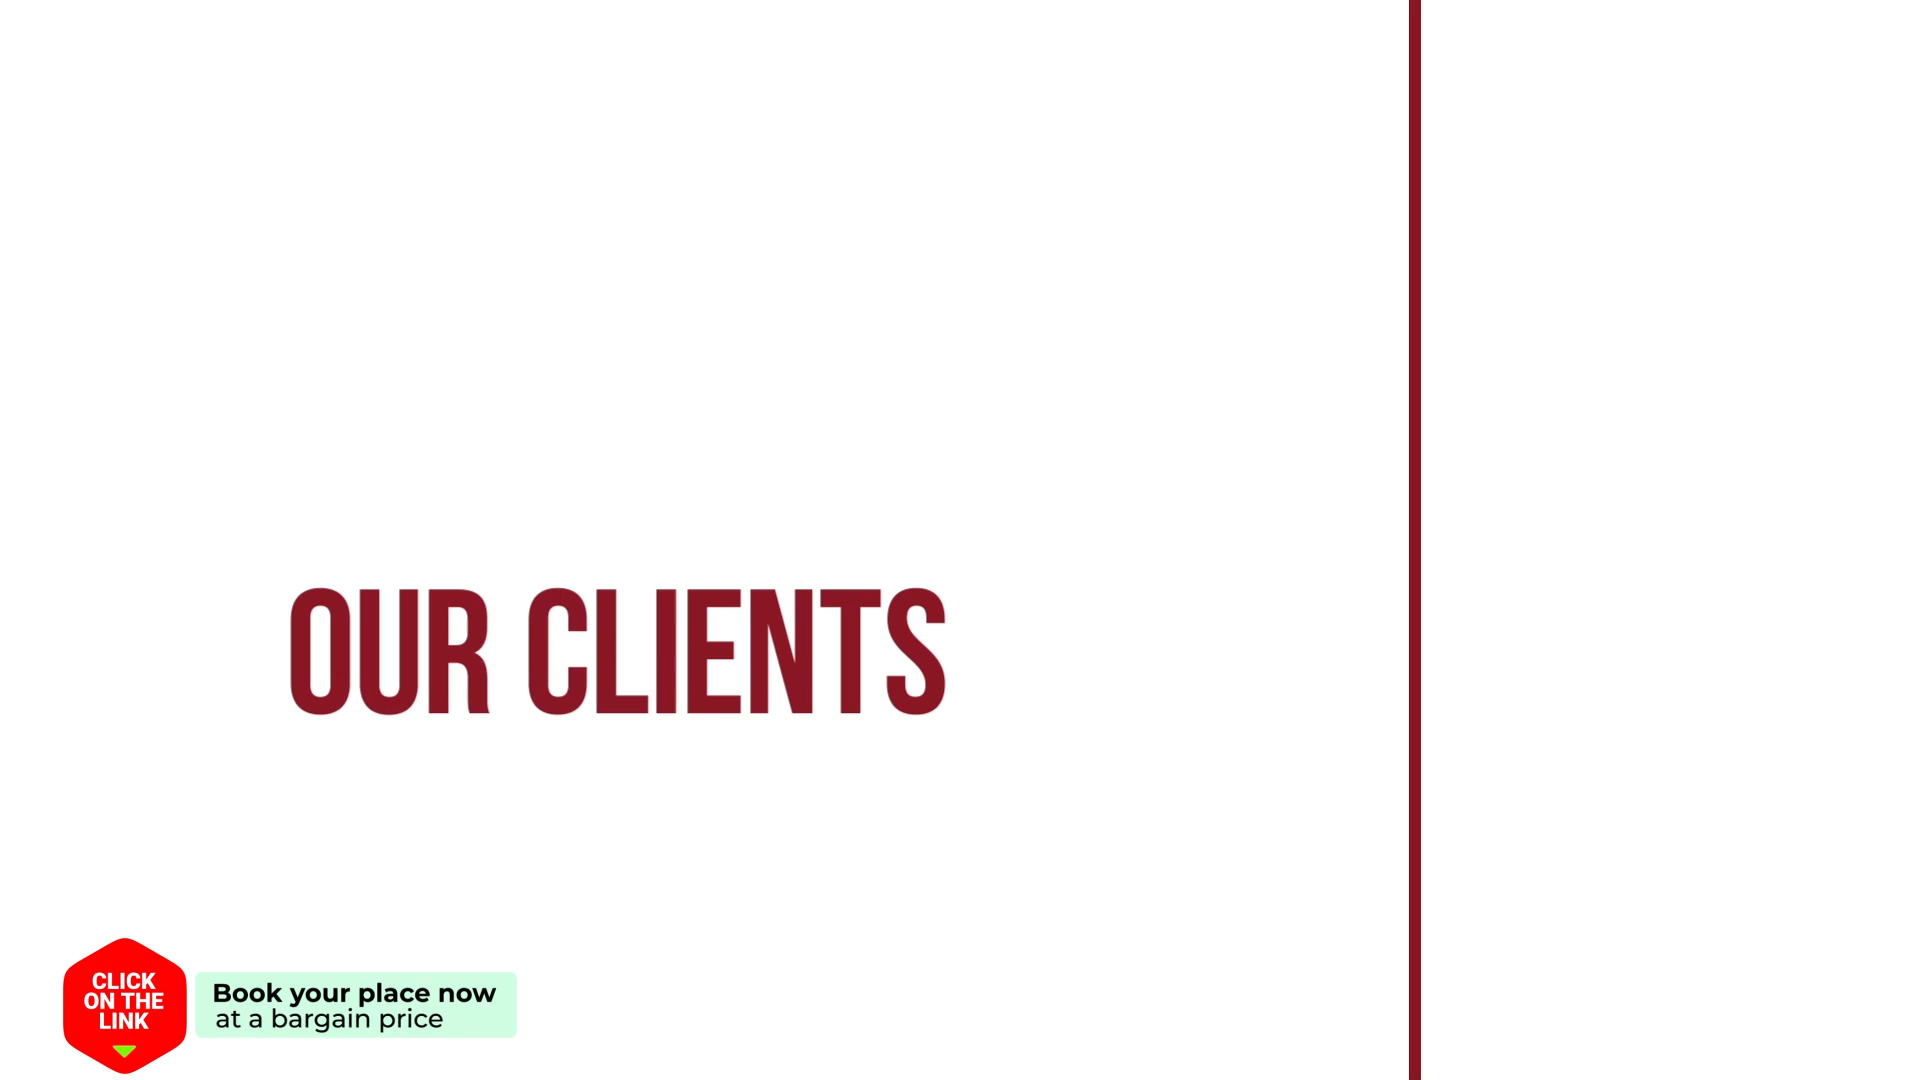 OUR CLIENTS
CLICK
ON THE
LINK
Book your place now
at a bargain price